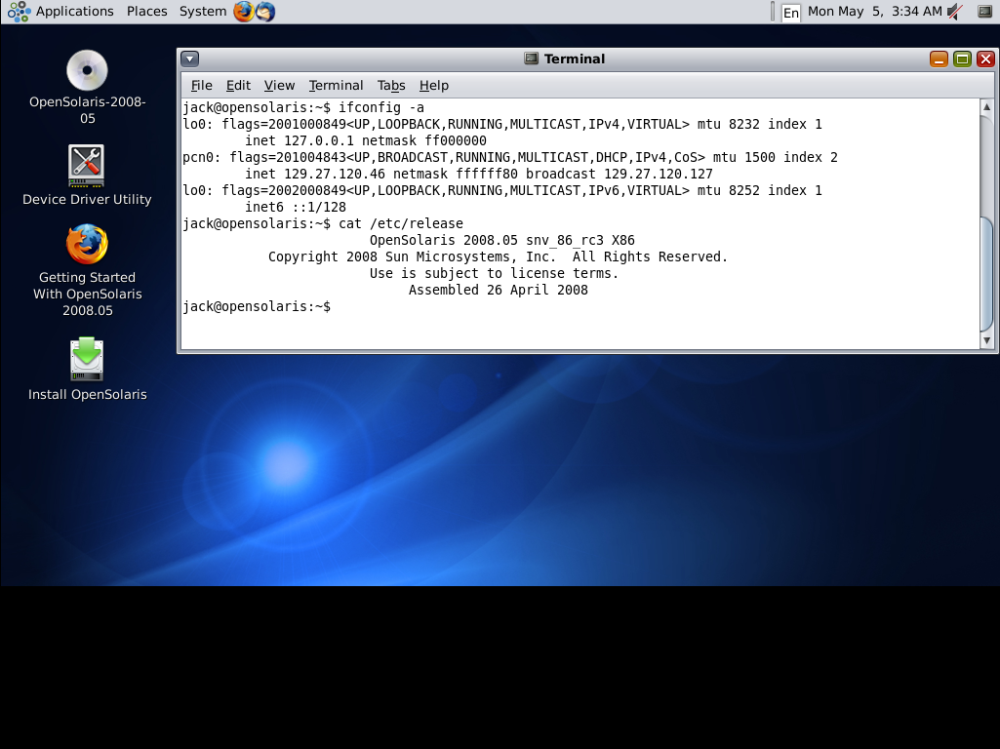 Applications Places System En Mon May 5, 3:34 AM
OpenSolaris-2008-
05
Device Driver Utility
Getting Started
With OpenSolaris
2008.05
Install OpenSolaris
Terminal
File Edit View Terminal Tabs Help
jack@opensolaris:~$ ifconfig -a
lo0: flags=2001000849<UP,LOOPBACK,RUNNING,MULTICAST,IPv4,VIRTUAL> mtu 8232 index 1
inet 127.0.0.1 netmask ff000000
pcn0: flags=201004843<UP,BROADCAST,RUNNING,MULTICAST,DHCP,IPv4,CoS> mtu 1500 index 2
inet 129.27.120.46 netmask ffffff80 broadcast 129.27.120.127
lo0: flags=2002000849<UP,LOOPBACK,RUNNING,MULTICAST,IPv6,VIRTUAL> mtu 8252 index 1
inet6 ::1/128
jack@opensolaris:~$ cat /etc/release
OpenSolaris 2008.05 snv_86_rc3 X86
Copyright 2008 Sun Microsystems, Inc.  All Rights Reserved.
Use is subject to license terms.
Assembled 26 April 2008
jack@opensolaris:~$